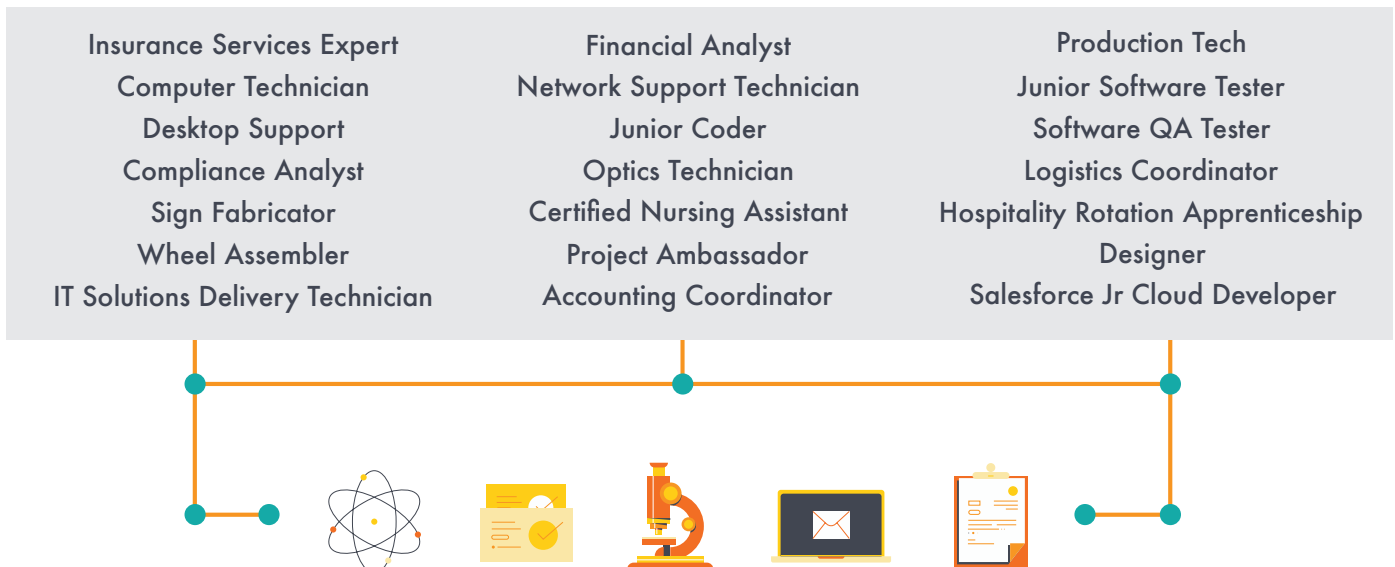 Insurance Services Expert
Computer Technician
Desktop Support
Compliance Analyst
Sign Fabricator
Wheel Assembler
IT Solutions Delivery Technician
Financial Analyst
Network Support Technician
Junior Coder
Optics Technician
Certified Nursing Assistant
Project Ambassador
Accounting Coordinator
Production Tech
Junior Software Tester
Software QA Tester
Logistics Coordinator
Hospitality Rotation Apprenticeship
Designer
Salesforce Jr Cloud Developer